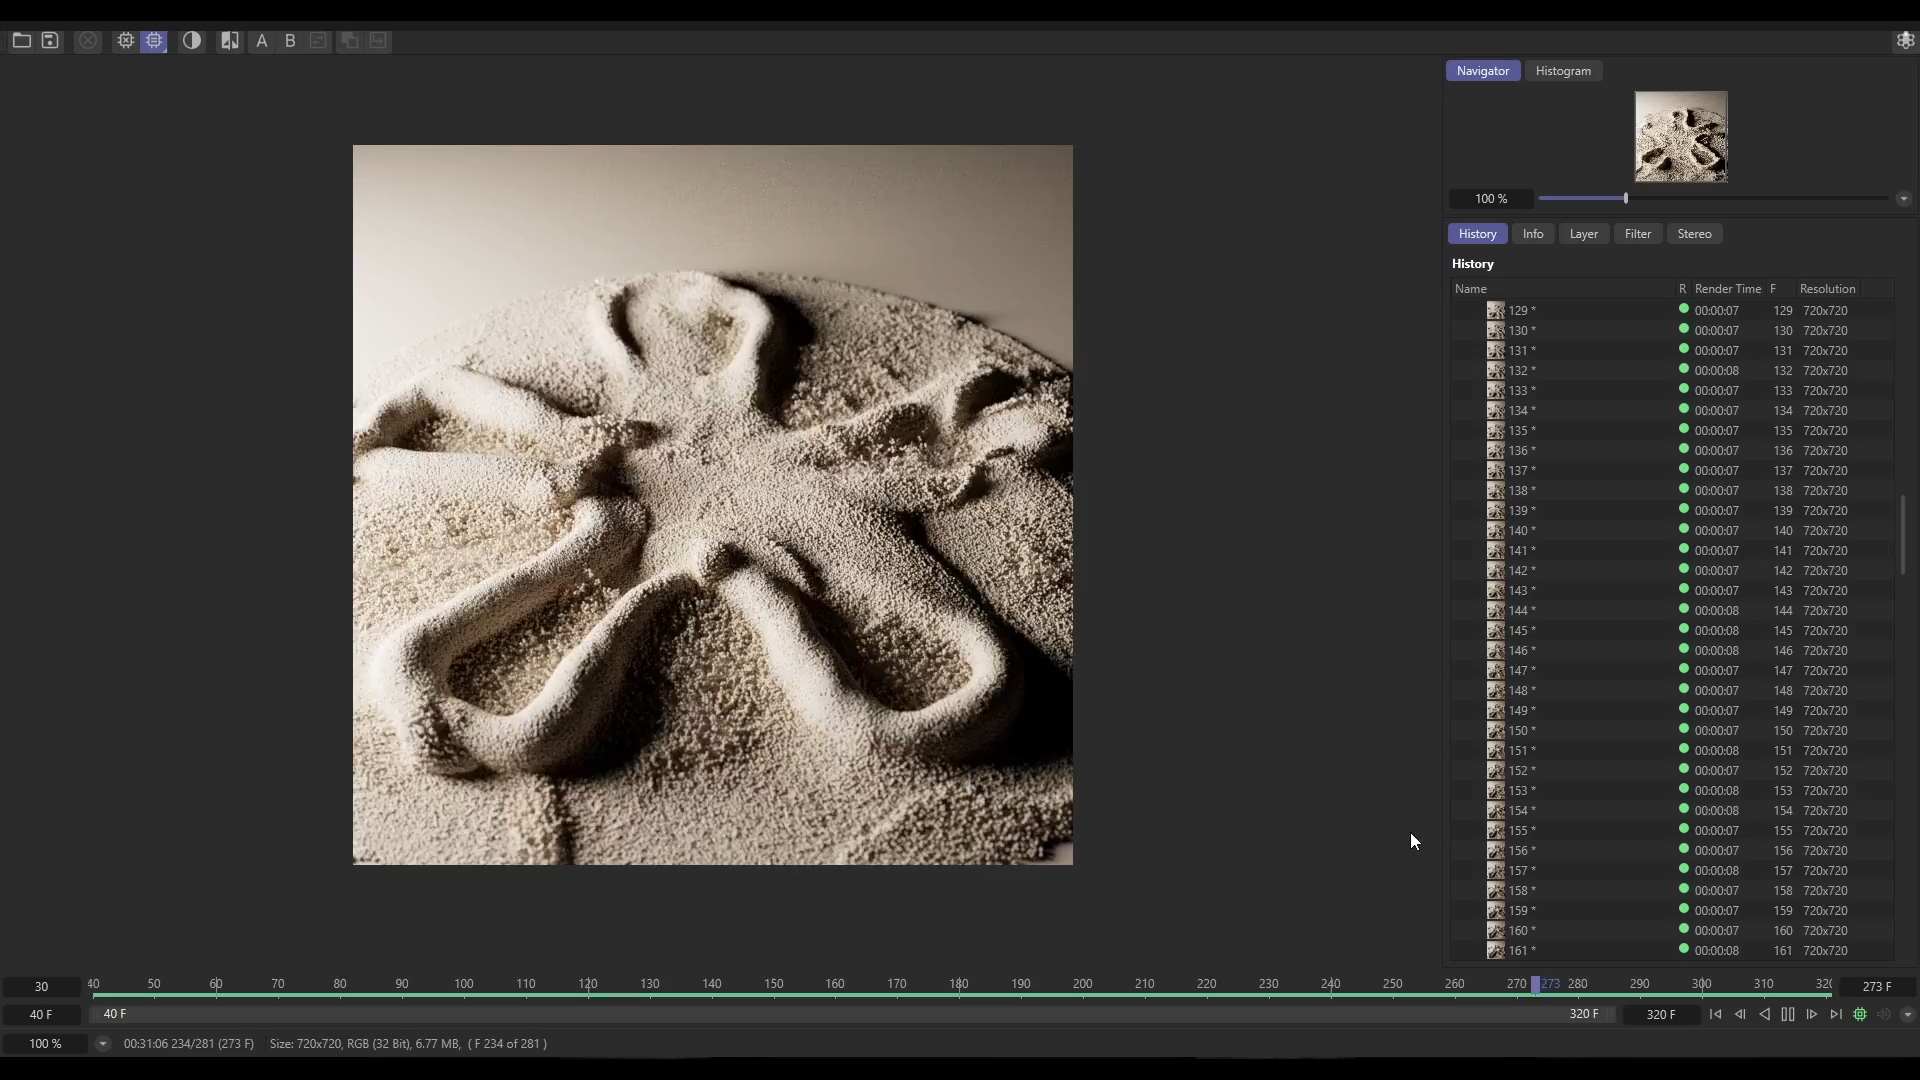 A B
Navigator Histogram
100 %
History Info Layer Filter Stereo
History
Name R Render Time F Resolution
129 * 00:00:07 129 720x720
130 * 00:00:07 130 720x720
131 * 00:00:07 131 720x720
132 * 00:00:08 132 720x720
133 * 00:00:07 133 720x720
134 * 00:00:07 134 720x720
135 * 00:00:07 135 720x720
136 * 00:00:07 136 720x720
137 * 00:00:07 137 720x720
138 * 00:00:07 138 720x720
139 * 00:00:07 139 720x720
140 * 00:00:07 140 720x720
141 * 00:00:07 141 720x720
142 * 00:00:07 142 720x720
143 * 00:00:07 143 720x720
144 * 00:00:08 144 720x720
145 * 00:00:08 145 720x720
146 * 00:00:08 146 720x720
147 * 00:00:07 147 720x720
148 * 00:00:07 148 720x720
149 * 00:00:07 149 720x720
150 * 00:00:07 150 720x720
151 * 00:00:08 151 720x720
152 * 00:00:07 152 720x720
153 * 00:00:08 153 720x720
154 * 00:00:08 154 720x720
155 * 00:00:07 155 720x720
156 * 00:00:07 156 720x720
157 * 00:00:08 157 720x720
158 * 00:00:07 158 720x720
159 * 00:00:07 159 720x720
160 * 00:00:07 160 720x720
161 * 00:00:08 161 720x720
30 40 50 60 70 80 90 100 110 120 130 140 150 160 170 180 190 200 210 220 230 240 250 260 270 273 280 290 300 310 320 273 F
40 F 40 F 320 F 320 F
100 % 00:31:06 234/281 (273 F) Size: 720x720, RGB (32 Bit), 6.77 MB, ( F 234 of 281 )